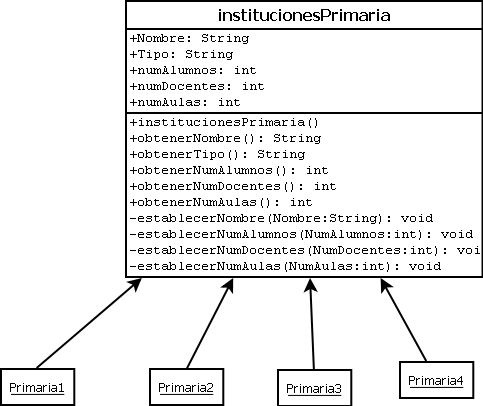 institucionesPrimaria
+Nombre: String
+Tipo: String
+numAlumnos: int
+numDocentes: int
+numAulas: int
+institucionesPrimaria()
+obtenerNombre(): String
+obtenerTipo(): String
+obtenerNumAlumnos(): int
+obtenerNumDocentes(): int
+obtenerNumAulas(): int
-establecerNombre(Nombre:String): void
-establecerNumAlumnos(NumAlumnos:int): void
-establecerNumDocentes(NumDocentes:int): voi
-establecerNumAulas(NumAulas:int): void
Primaria1
Primaria2
Primaria3
Primaria4